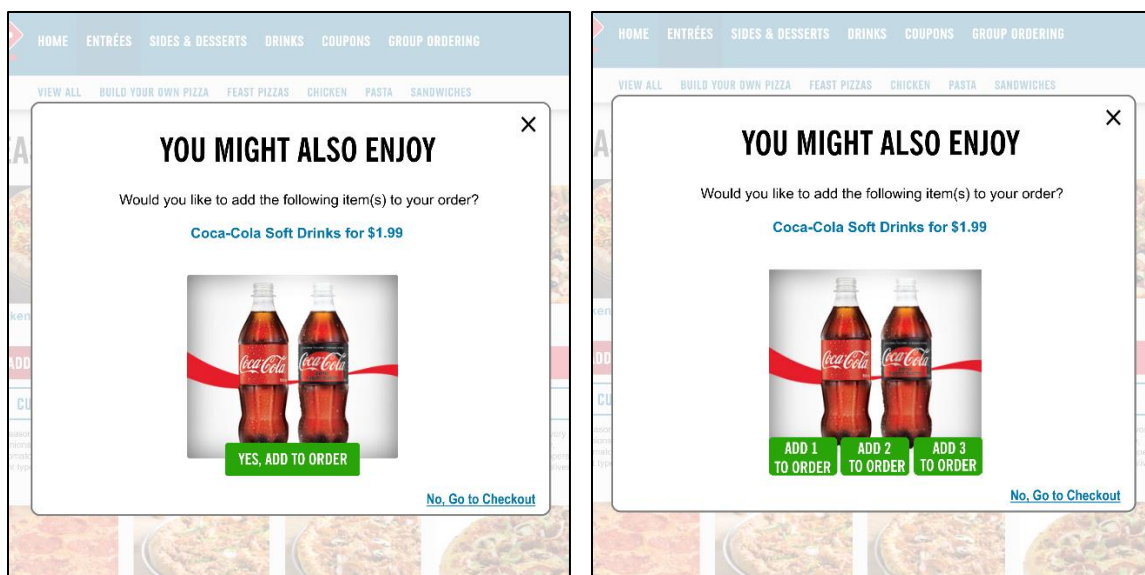 HOME ENTRÉES SIDES & DESSERTS DRINKS COUPONS GROUP ORDERING
VIEW ALL BUILD YOUR OWN PIZZA FEAST PIZZAS CHICKEN PASTA SANDWICHES
YOU MIGHT ALSO ENJOY
Would you like to add the following item(s) to your order?
Coca-Cola Soft Drinks for $1.99
Coca-Cola Coca-Cola
YES, ADD TO ORDER
No, Go to Checkout
HOME ENTRÉES SIDES & DESSERTS DRINKS COUPONS GROUP ORDERING
VIEW ALL BUILD YOUR OWN PIZZA FEAST PIZZAS CHICKEN PASTA SANDWICHES
YOU MIGHT ALSO ENJOY
Would you like to add the following item(s) to your order?
Coca-Cola Soft Drinks for $1.99
Coca-Cola Coca-Cola
ADD 1 ADD 2 ADD 3
TO ORDER TO ORDER TO ORDER
No, Go to Checkout